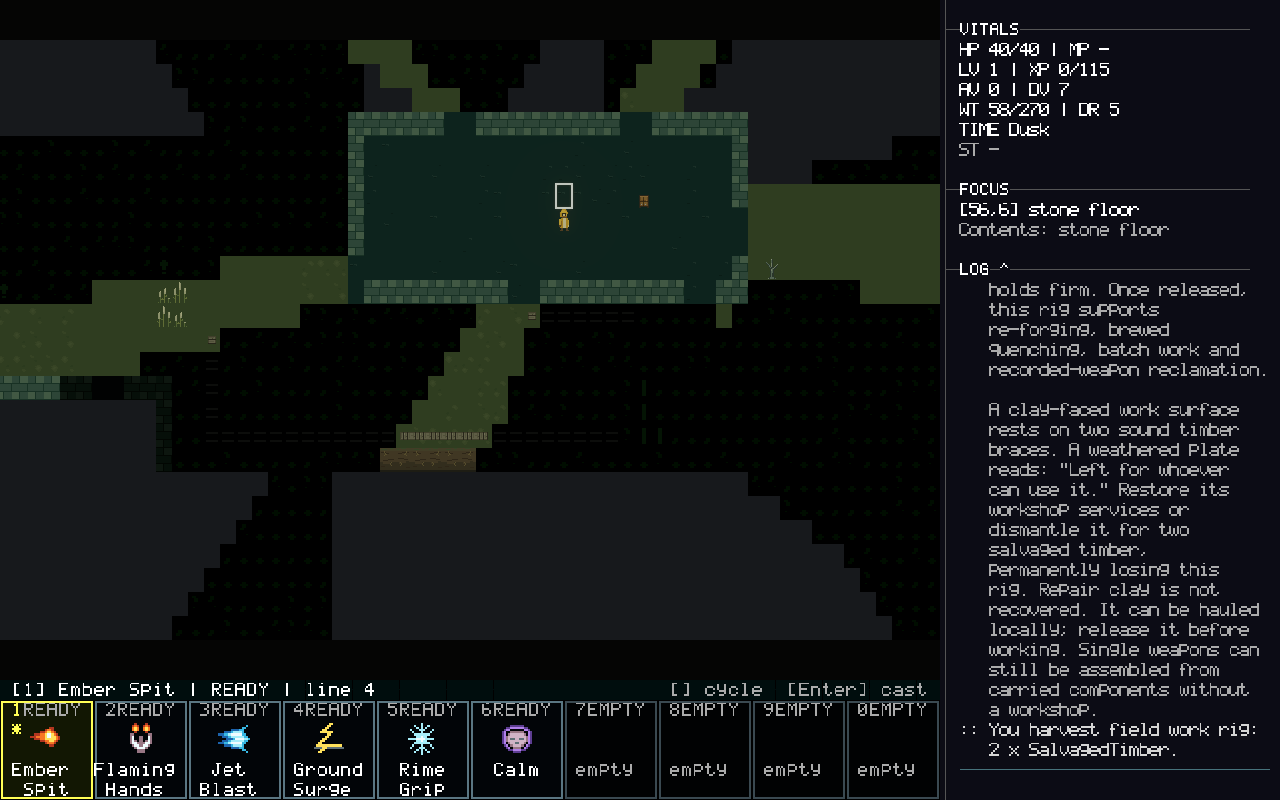 VITALS
HP 40/40 | MP -
LV 1 | XP 0/115
AV 0 | DV 7
WT 58/270 | DR 5
TIME Dusk
ST -
FOCUS
[56,6] stone floor
Contents: stone floor
LOG ^
holds firm. Once released,
this rig supports
re-forging, brewed
quenching, batch work and
recorded-weapon reclamation.
A clay-faced work surface
rests on two sound timber
braces. A weathered plate
reads: "Left for whoever
can use it." Restore its
workshop services or
dismantle it for two
salvaged timber,
permanently losing this
rig. Repair clay is not
recovered. It can be hauled
locally; release it before
working. Single weapons can
still be assembled from
carried components without
a workshop.
:: You harvest field work rig:
2 x SalvagedTimber.
[1] Ember Spit | READY | line 4
[] cycle [Enter] cast
1READY 2READY 3READY 4READY 5READY 6READY 7EMPTY 8EMPTY 9EMPTY 0EMPTY
*
Ember Flaming Jet Ground Rime Calm empty empty empty empty
Spit Hands Blast Surge Grip